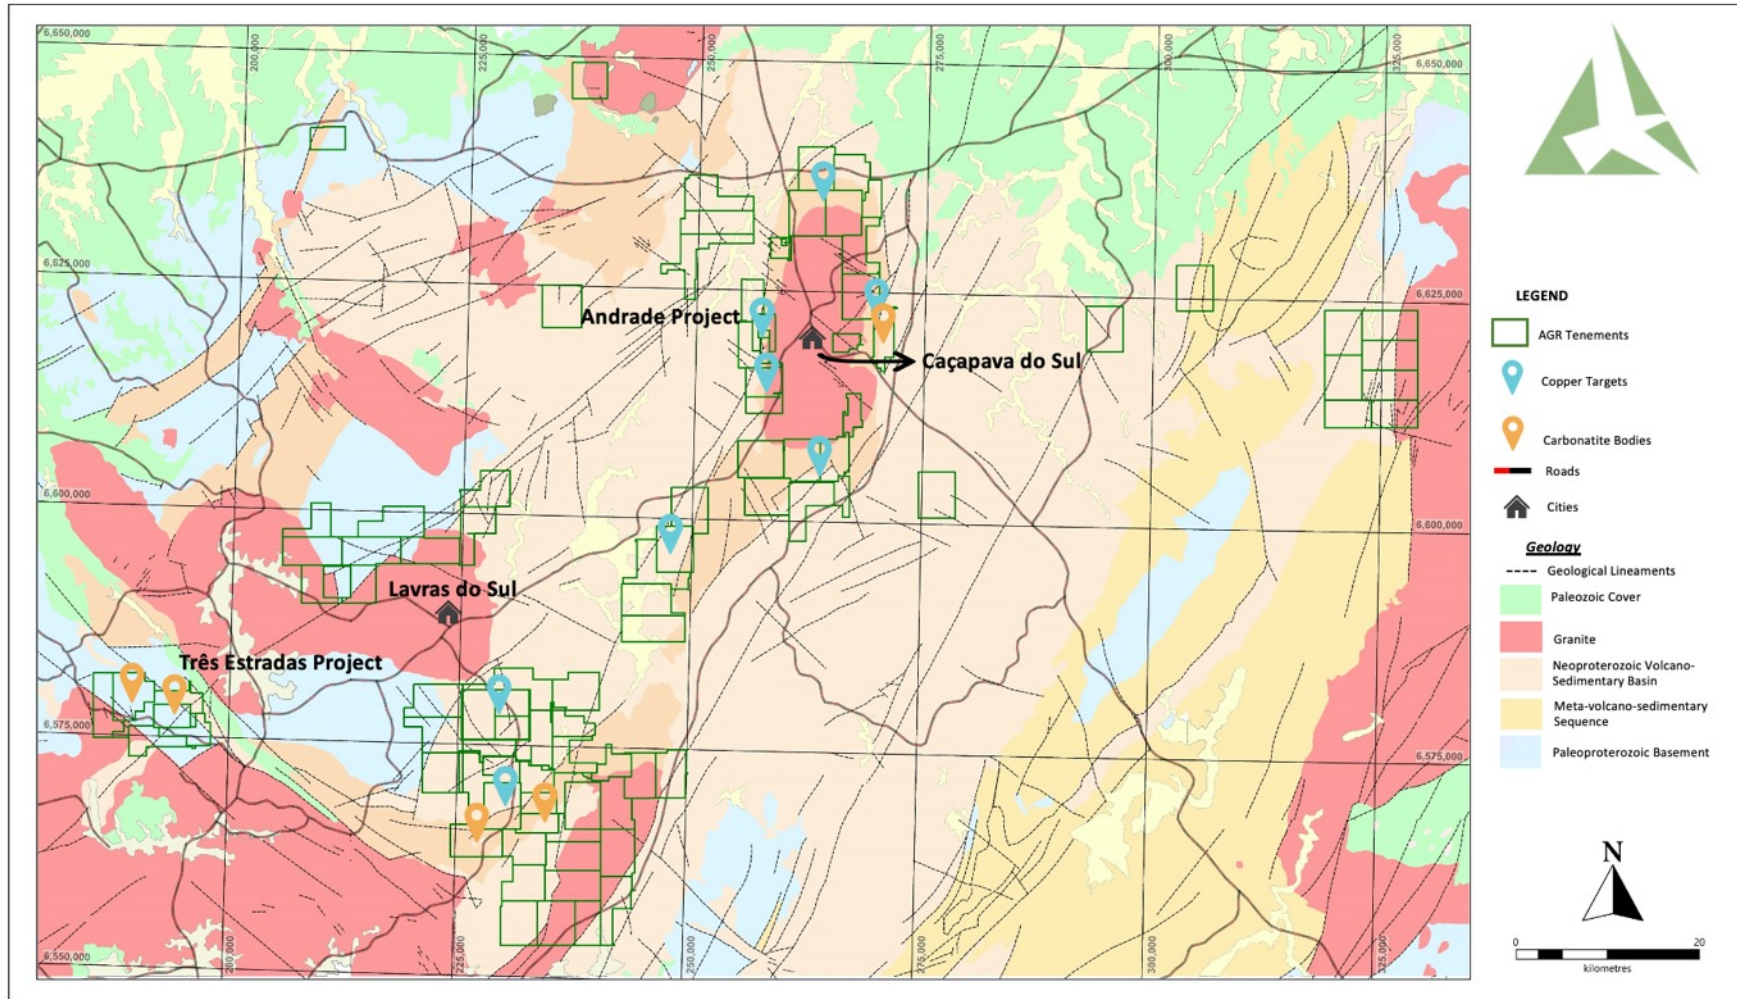 200,000
225,000
250,000
275,000
300,000
325,000
6,650,000
6,650,000
6,625,000
6,625,000
Andrade Project
Caçapava do Sul
6,600,000
6,600,000
Lavras do Sul
Três Estradas Project
6,575,000
6,575,000
6,550,000
200,000
225,000
250,000
275,000
300,000
325,000
LEGEND
AGR Tenements
Copper Targets
Carbonatite Bodies
Roads
Cities
Geology
Geological Lineaments
Paleozoic Cover
Granite
Neoproterozoic Volcano-
Sedimentary Basin
Meta-volcano-sedimentary
Sequence
Paleoproterozoic Basement
N
0 20
kilometres